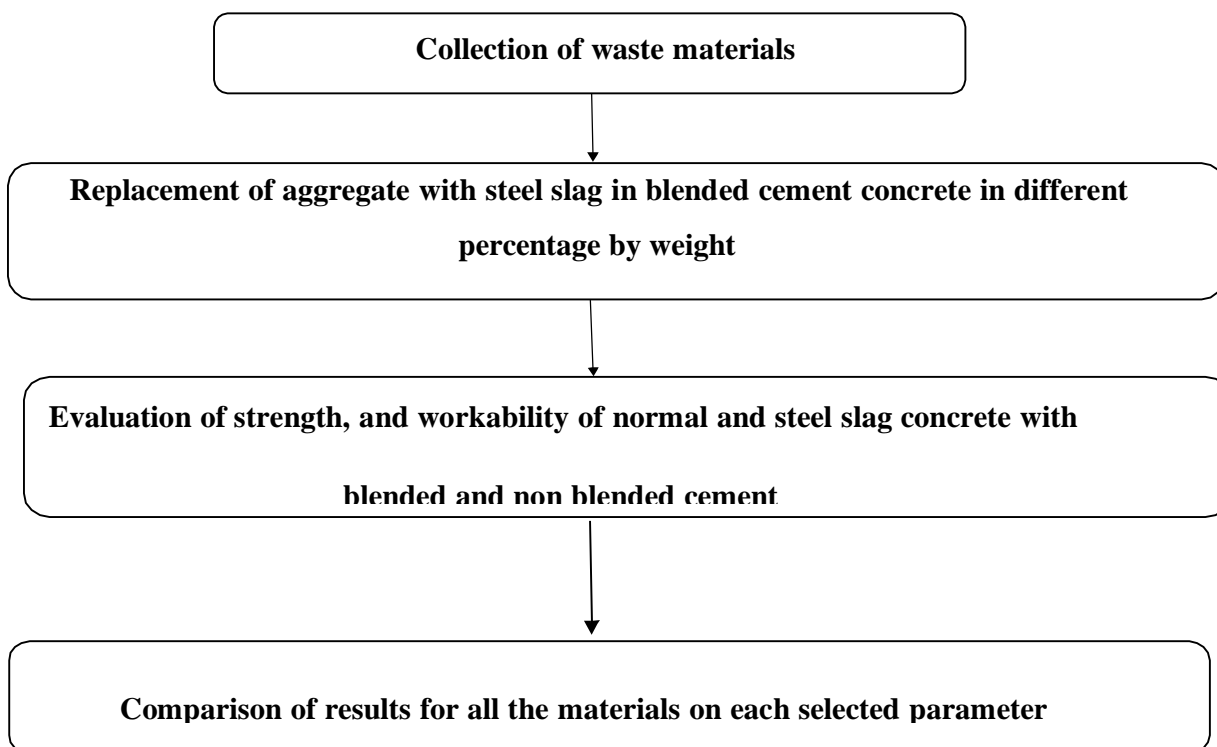 Collection of waste materials
Replacement of aggregate with steel slag in blended cement concrete in different
percentage by weight
Evaluation of strength, and workability of normal and steel slag concrete with
blended and non blended cement
Comparison of results for all the materials on each selected parameter